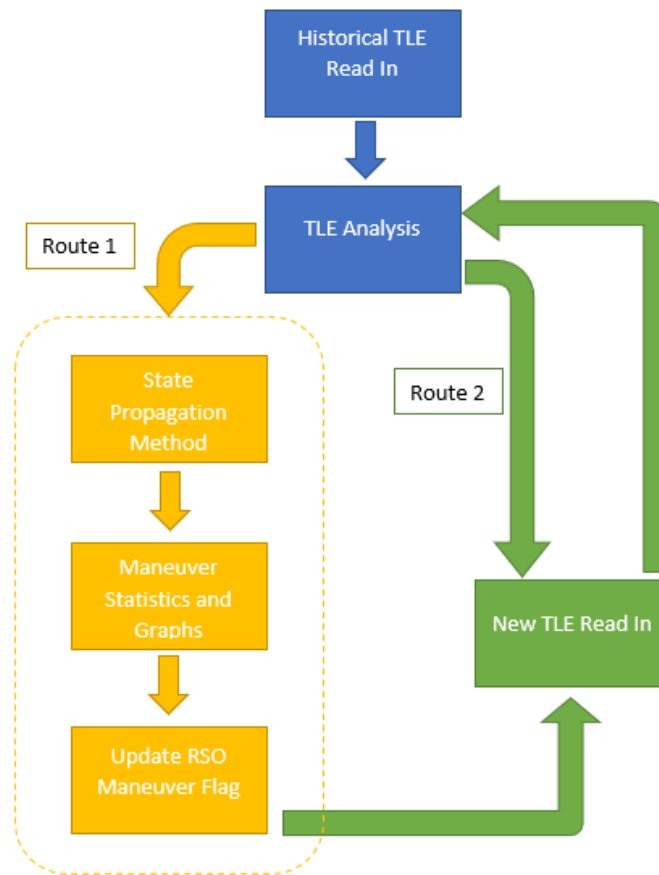 Historical TLE
Read In
TLE Analysis
Route 1
State
Propagation
Method
Route 2
Maneuver
Statistics and
Graphs
New TLE Read In
Update RSO
Maneuver Flag